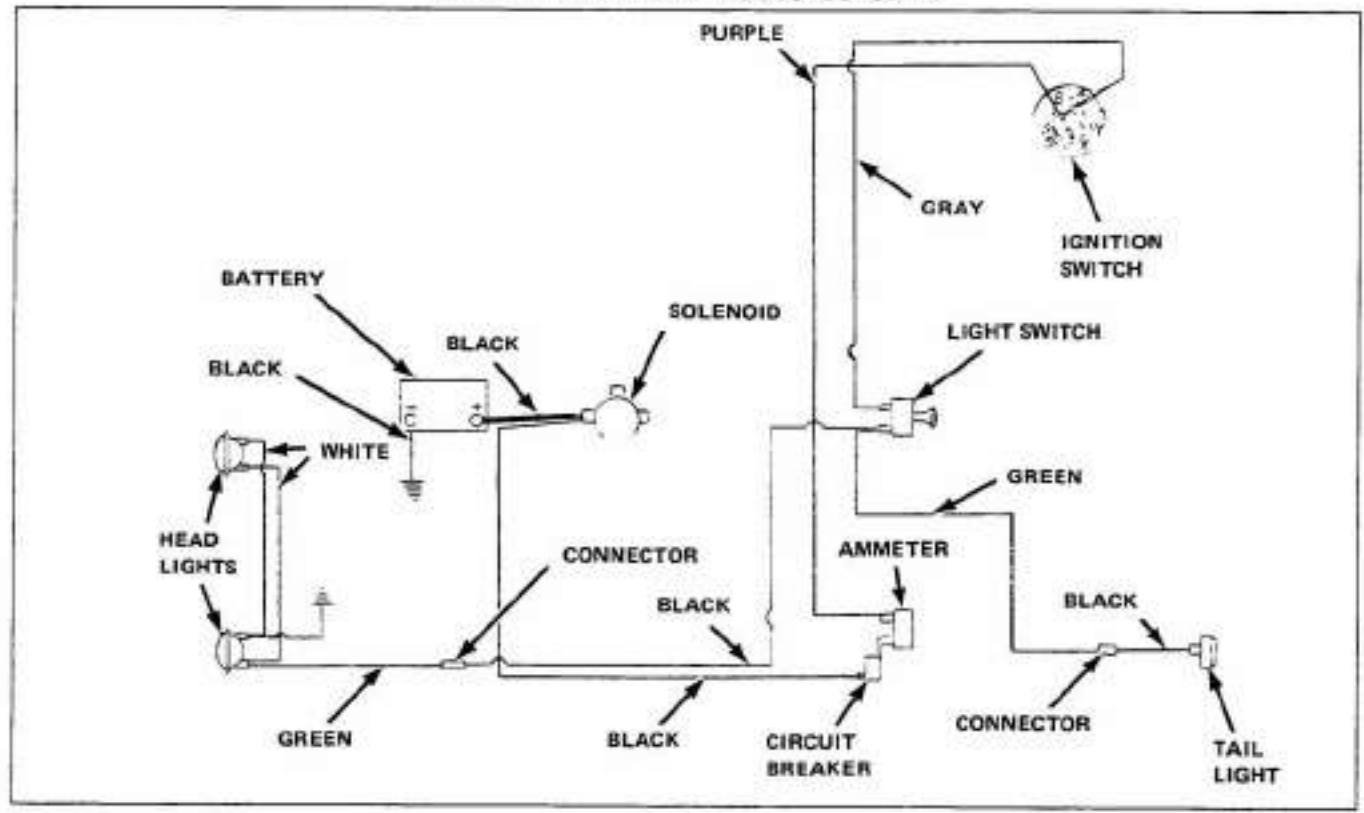 PURPLE
GRAY
IGNITION
SWITCH
BATTERY
SOLENOID
BLACK
LIGHT SWITCH
BLACK
WHITE
GREEN
HEAD
LIGHTS
CONNECTOR
AMMETER
BLACK
BLACK
GREEN
BLACK
CIRCUIT
BREAKER
CONNECTOR
TAIL
LIGHT